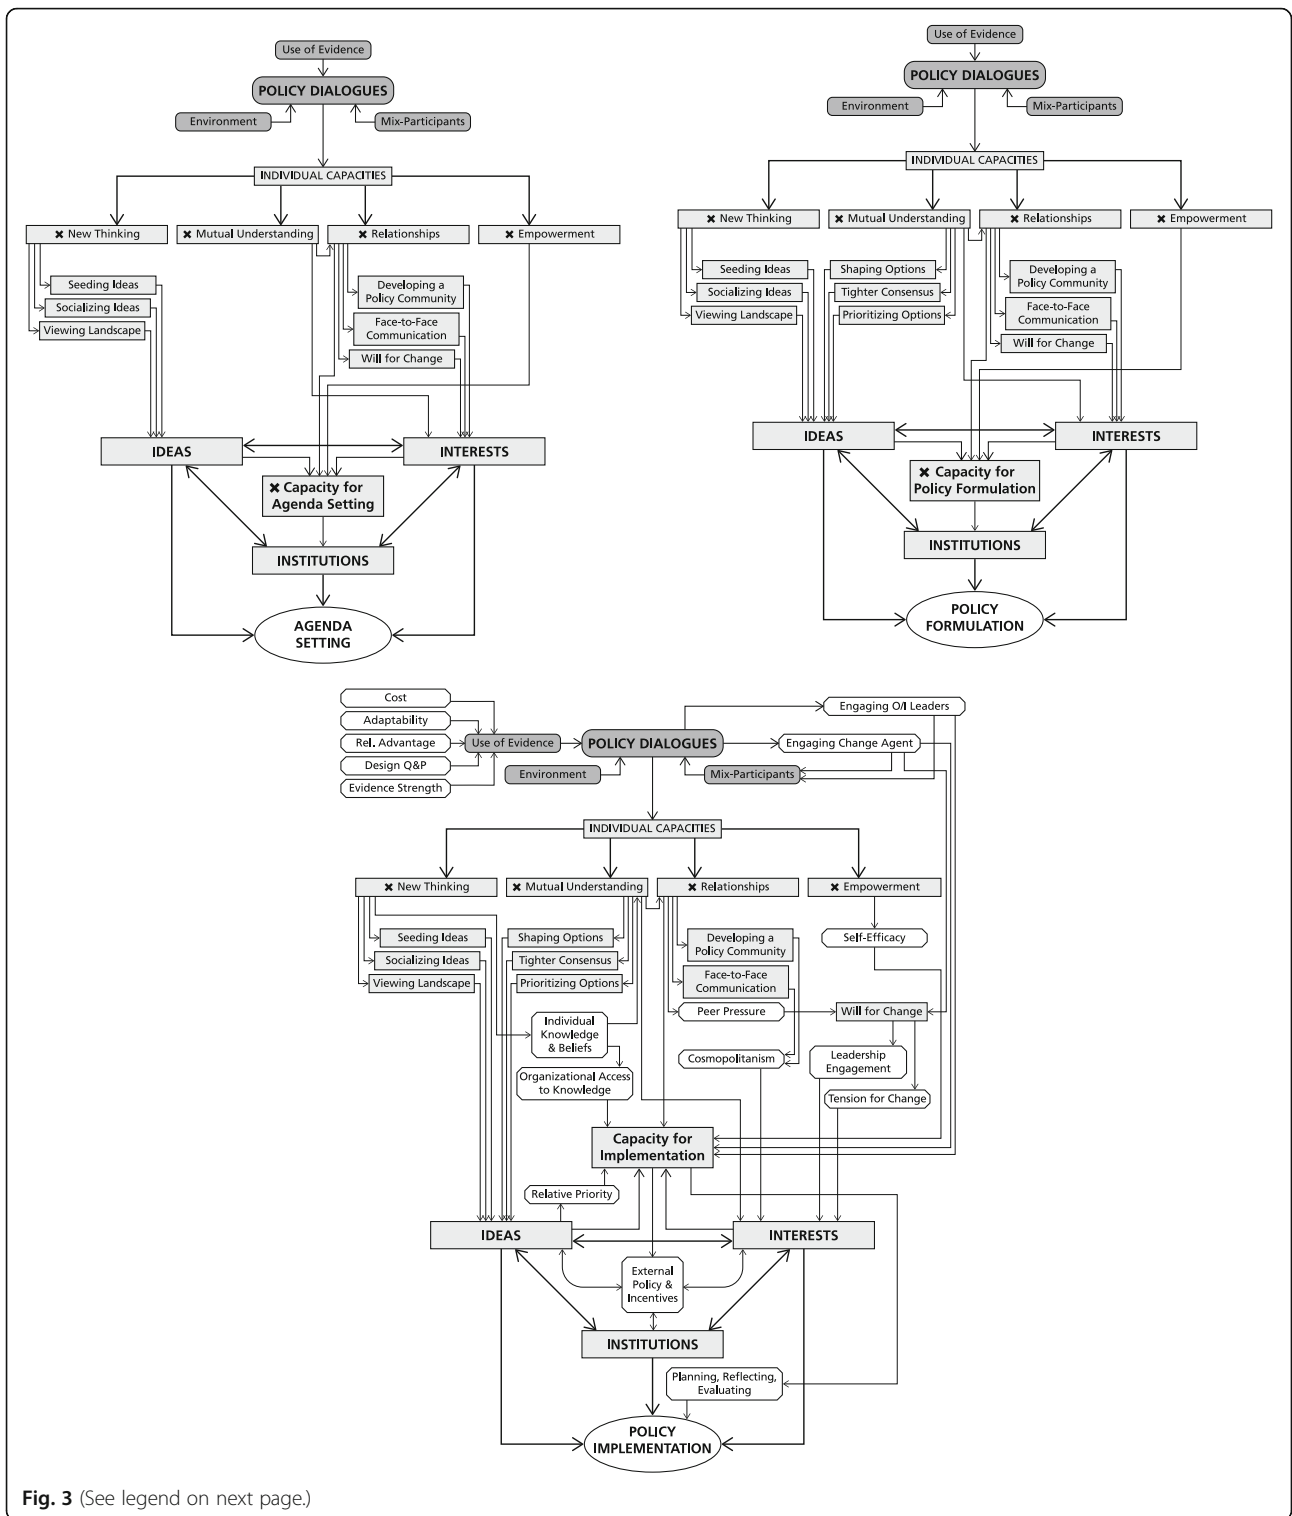 Use of Evidence
POLICY DIALOGUES
Environment
Mix-Participants
INDIVIDUAL CAPACITIES
✖ New Thinking
✖ Mutual Understanding
✖ Relationships
✖ Empowerment
Seeding Ideas
Socializing Ideas
Viewing Landscape
Developing a
Policy Community
Face-to-Face
Communication
Will for Change
IDEAS
INTERESTS
✖ Capacity for
Agenda Setting
INSTITUTIONS
AGENDA
SETTING
Use of Evidence
POLICY DIALOGUES
Environment
Mix-Participants
INDIVIDUAL CAPACITIES
✖ New Thinking
✖ Mutual Understanding
✖ Relationships
✖ Empowerment
Seeding Ideas
Socializing Ideas
Viewing Landscape
Shaping Options
Tighter Consensus
Prioritizing Options
Developing a
Policy Community
Face-to-Face
Communication
Will for Change
IDEAS
INTERESTS
✖ Capacity for
Policy Formulation
INSTITUTIONS
POLICY
FORMULATION
Cost
Adaptability
Rel. Advantage
Design Q&P
Evidence Strength
Use of Evidence
POLICY DIALOGUES
Environment
Mix-Participants
Engaging O/I Leaders
Engaging Change Agent
INDIVIDUAL CAPACITIES
✖ New Thinking
✖ Mutual Understanding
✖ Relationships
✖ Empowerment
Seeding Ideas
Socializing Ideas
Viewing Landscape
Shaping Options
Tighter Consensus
Prioritizing Options
Developing a
Policy Community
Face-to-Face
Communication
Peer Pressure
Self-Efficacy
Will for Change
Individual
Knowledge
& Beliefs
Organizational Access
to Knowledge
Cosmopolitanism
Leadership
Engagement
Tension for Change
Capacity for
Implementation
Relative Priority
IDEAS
INTERESTS
External
Policy &
Incentives
INSTITUTIONS
Planning, Reflecting,
Evaluating
POLICY
IMPLEMENTATION
Fig. 3 (See legend on next page.)